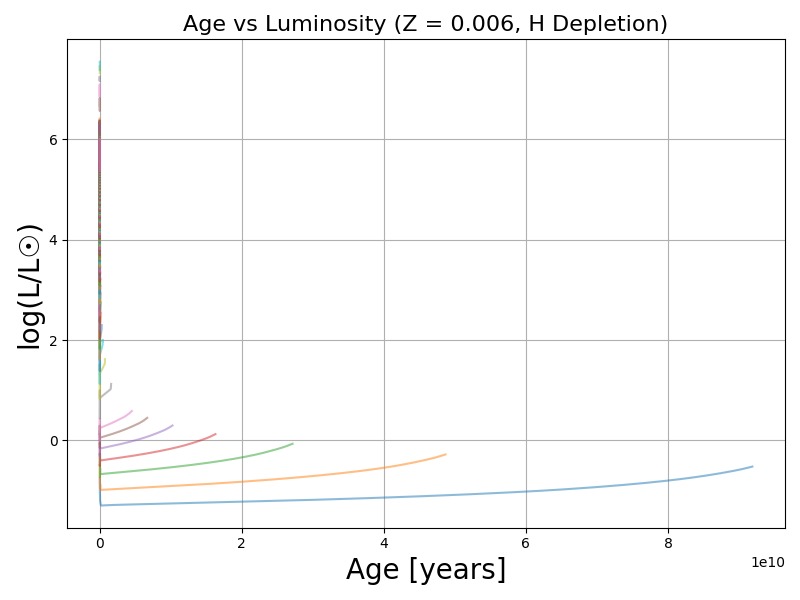 Age vs Luminosity (Z = 0.006, H Depletion)
log(L/L☉)
6
4
2
0
0
2
4
6
8
1e10
Age [years]